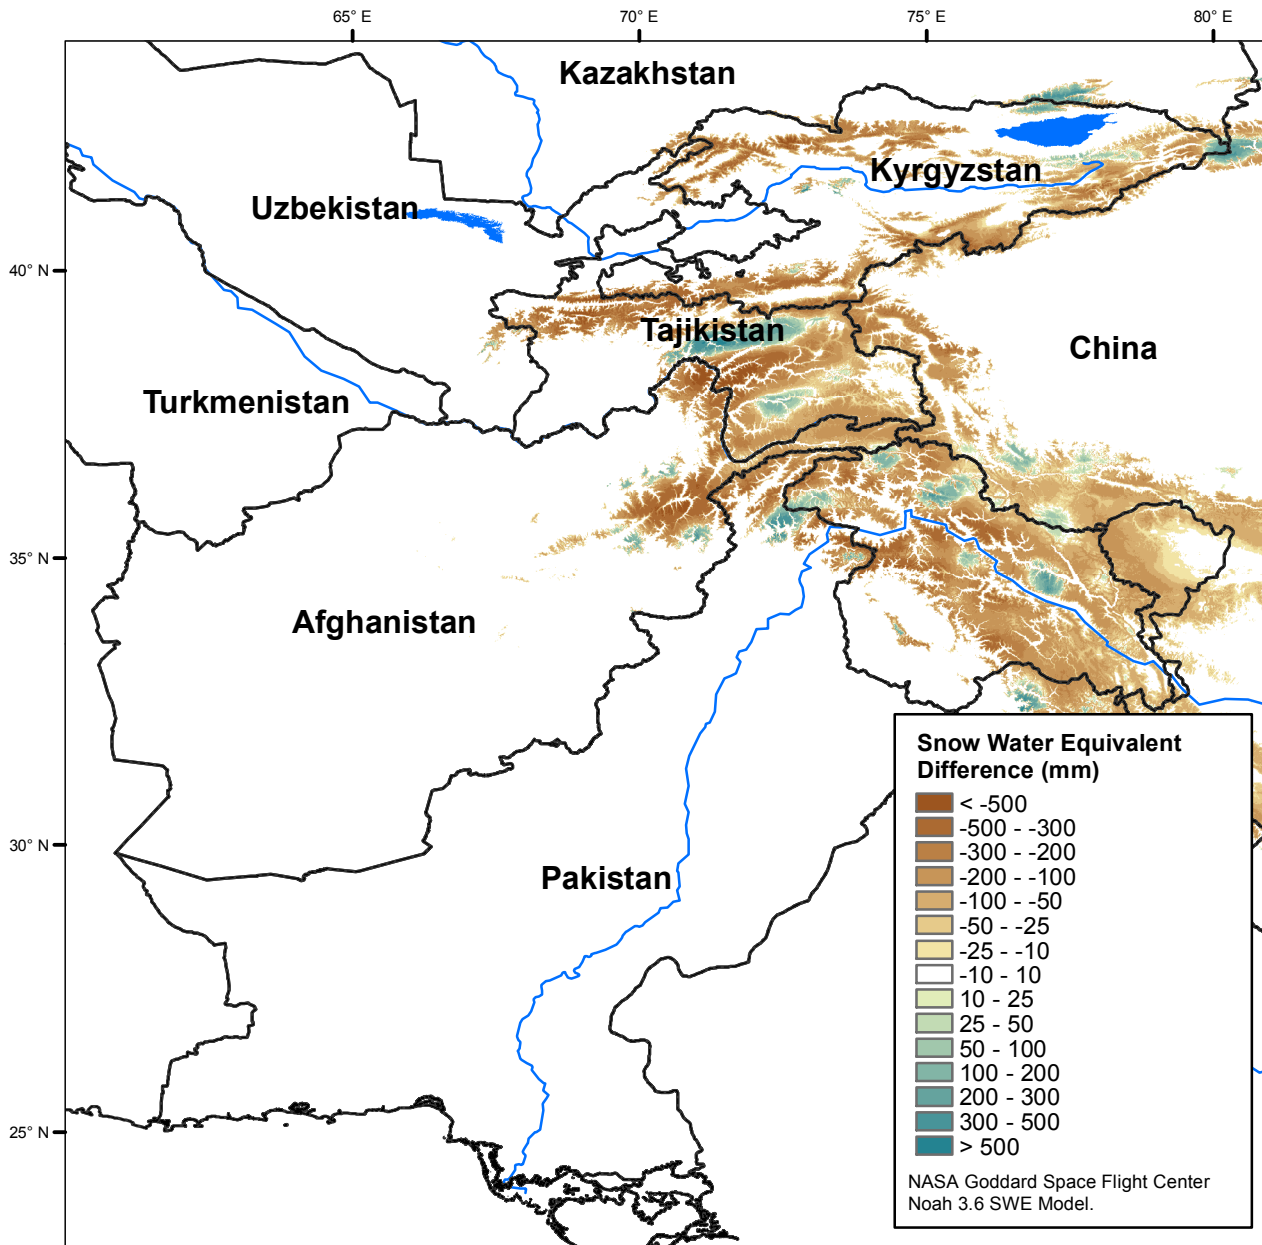 65° E
70° E
75° E
80° E
Kazakhstan
Kyrgyzstan
Uzbekistan
40° N
Tajikistan
China
Turkmenistan
35° N
Afghanistan
30° N
Pakistan
25° N
Snow Water Equivalent
Difference (mm)
< -500
-500 - -300
-300 - -200
-200 - -100
-100 - -50
-50 - -25
-25 - -10
-10 - 10
10 - 25
25 - 50
50 - 100
100 - 200
200 - 300
300 - 500
> 500
NASA Goddard Space Flight Center
Noah 3.6 SWE Model.